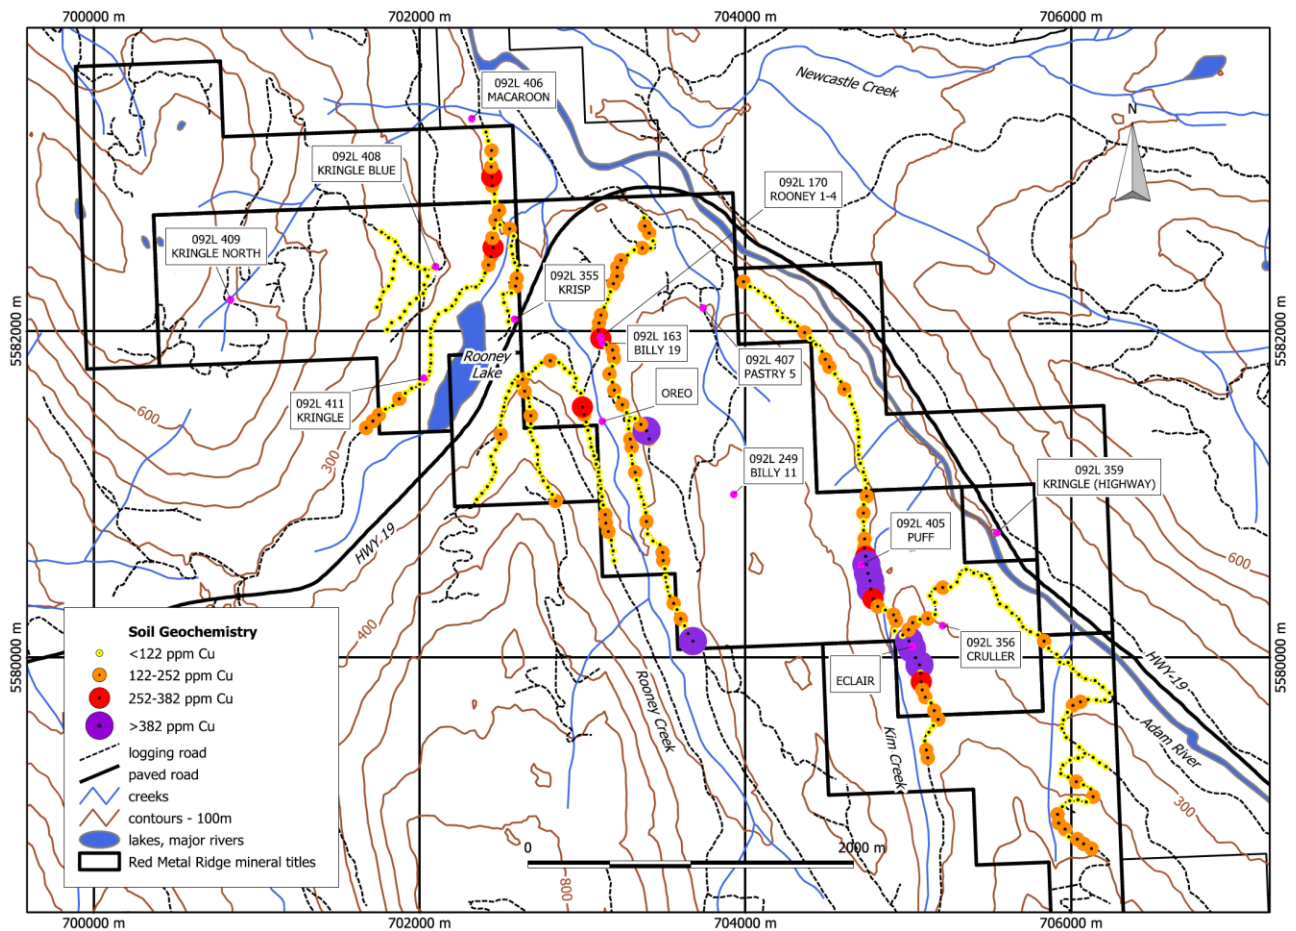 700000 m
702000 m
704000 m
706000 m
092L 406
MACAROON
Newcastle Creek
N
092L 408
KRINGLE BLUE
092L 170
ROONEY 1-4
092L 409
KRINGLE NORTH
092L 355
KRISP
5582000 m
5582000 m
092L 163
BILLY 19
Rooney
Lake
092L 407
PASTRY 5
OREO
092L 411
KRINGLE
600
300
092L 249
BILLY 11
092L 359
KRINGLE (HIGHWAY)
HWY 19
092L 405
PUFF
600
400
092L 356
CRULLER
ECLAIR
5580000 m
5580000 m
HWY-19
Rooney Creek
Kim Creek
Adam River
300
800
Soil Geochemistry
<122 ppm Cu
122-252 ppm Cu
252-382 ppm Cu
>382 ppm Cu
logging road
paved road
creeks
contours - 100m
lakes, major rivers
Red Metal Ridge mineral titles
0
2000 m
700000 m
702000 m
704000 m
706000 m